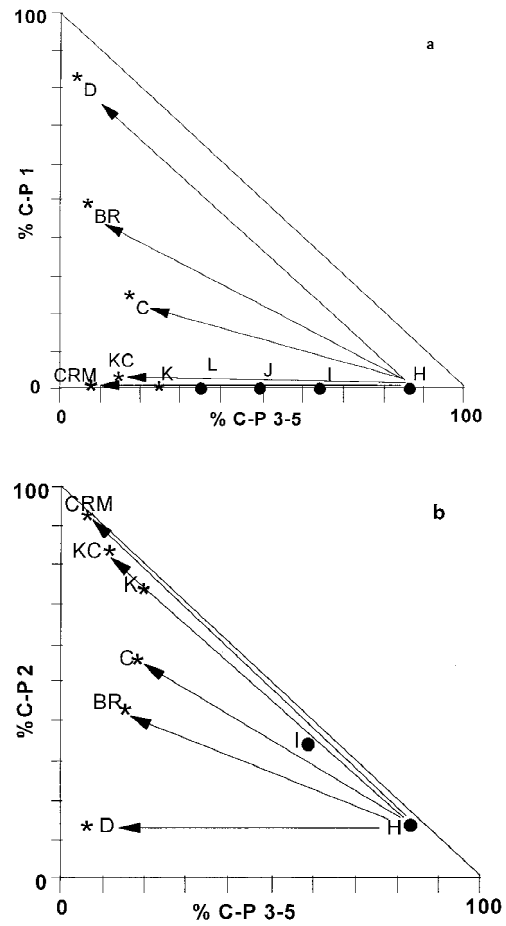 100
a
% C-P 1
* D
* BR
* C
KC
*
L
J
I
H
CRM
*
K
*
0
0
100
% C-P 3-5
100
b
CRM
*
KC *
K *
% C-P 2
C *
BR *
I
* D
H
0
0
100
% C-P 3-5